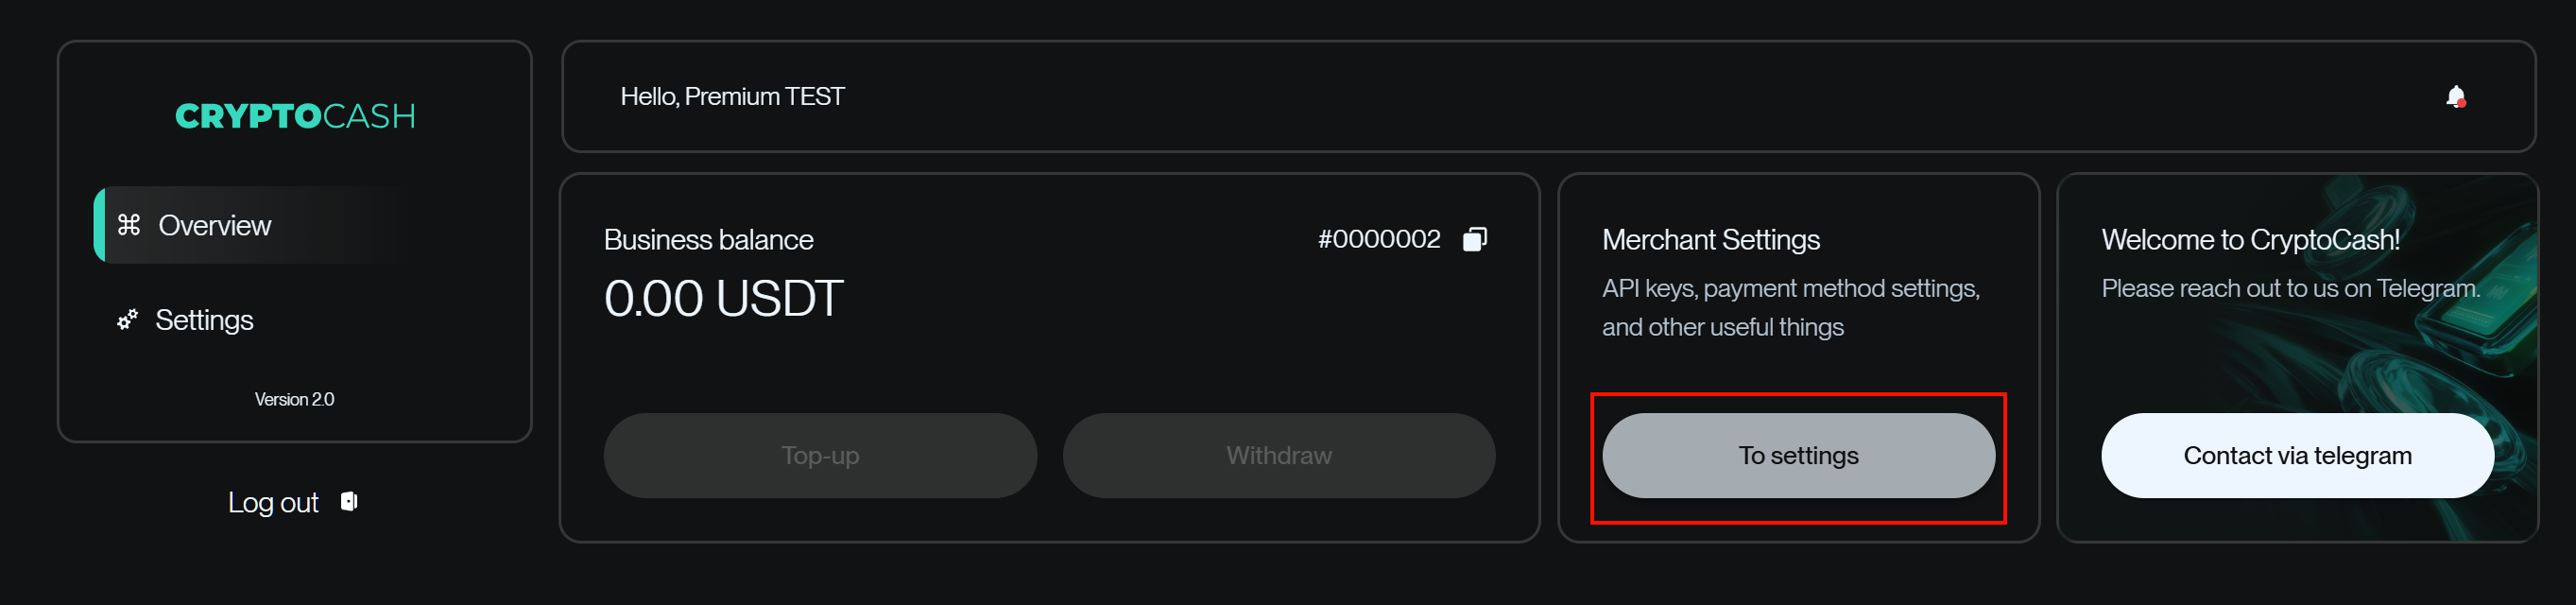 CRYPTOCASH
Overview
Settings
Version 2.0
Log out
Hello, Premium TEST
Business balance
#0000002
0.00 USDT
Top-up
Withdraw
Merchant Settings
API keys, payment method settings,
and other useful things
To settings
Welcome to CryptoCash!
Please reach out to us on Telegram.
Contact via telegram